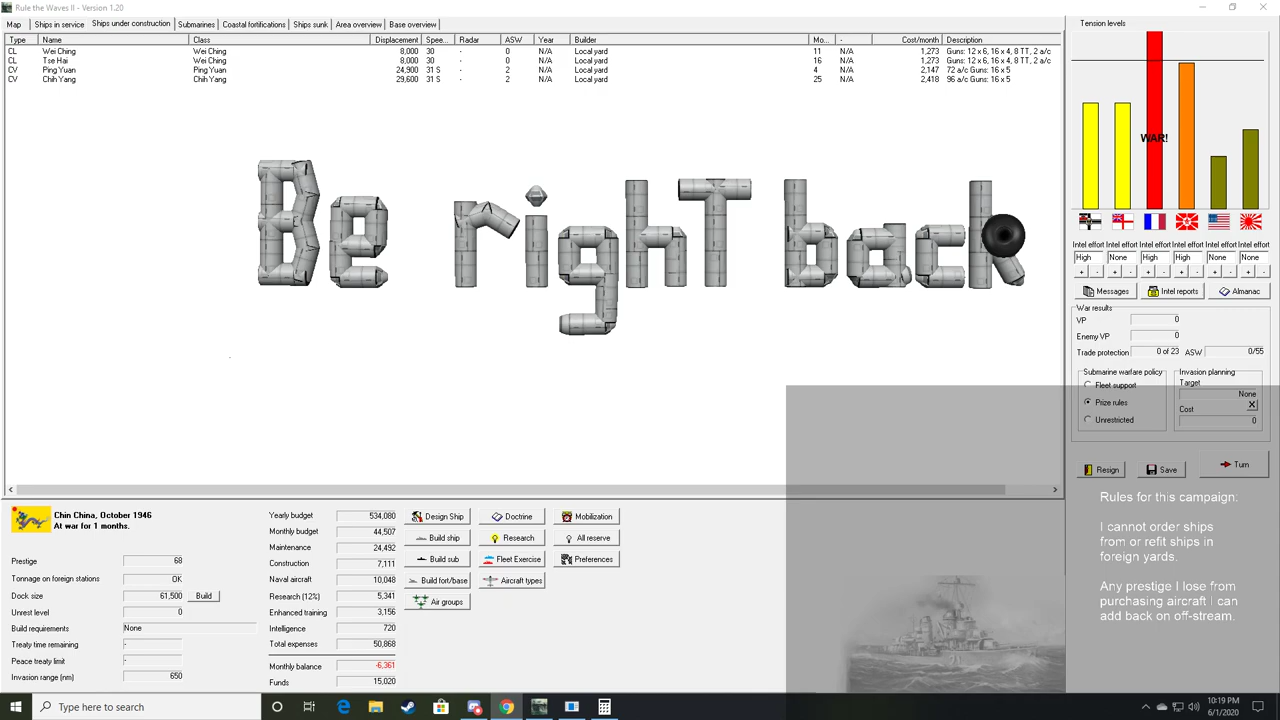 Rule the Waves II - Version 1.20
Map Ships in service Ships under construction Submarines Coastal fortifications Ships sunk Area overview Base overview
Type Name Class Displacement Spee... Radar ASW Year Builder Mo... - Cost/month Description
CL Wei Ching Wei Ching 8,000 30 - 0 N/A Local yard 11 N/A 1,273 Guns: 12 x 6, 16 x 4, 8 TT, 2 a/c
CL Tse Hai Wei Ching 8,000 30 - 0 N/A Local yard 16 N/A 1,273 Guns: 12 x 6, 16 x 4, 8 TT, 2 a/c
CV Ping Yuan Ping Yuan 24,900 31 S - 2 N/A Local yard 4 N/A 2,147 72 a/c Guns: 16 x 5
CV Chih Yang Chih Yang 29,600 31 S - 2 N/A Local yard 25 N/A 2,418 96 a/c Guns: 16 x 5
Be righT back
Tension levels
WAR!
Intel effort Intel effort Intel effort Intel effort Intel effort Intel effort
High None High High None None
+ - + - + - + - + - + -
Messages Intel reports Almanac
War results
VP 0
Enemy VP 0
Trade protection 0 of 23 ASW 0/55
Submarine warfare policy
Fleet support
Prize rules
Unrestricted
Invasion planning
Target
None
Cost X
0
Resign Save Turn
Rules for this campaign:
I cannot order ships
from or refit ships in
foreign yards.
Any prestige I lose from
purchasing aircraft I can
add back on off-stream.
Chin China, October 1946
At war for 1 months.
Prestige 68
Tonnage on foreign stations OK
Dock size 61,500 Build
Unrest level 0
Build requirements None
Treaty time remaining -
Peace treaty limit -
Invasion range (nm) 650
Yearly budget 534,080
Monthly budget 44,507
Maintenance 24,492
Construction 7,111
Naval aircraft 10,048
Research (12%) 5,341
Enhanced training 3,156
Intelligence 720
Total expenses 50,868
Monthly balance -6,361
Funds 15,020
Design Ship Doctrine Mobilization
Build ship Research All reserve
Build sub Fleet Exercise Preferences
Build fort/base Aircraft types
Air groups
Type here to search
10:19 PM
6/1/2020